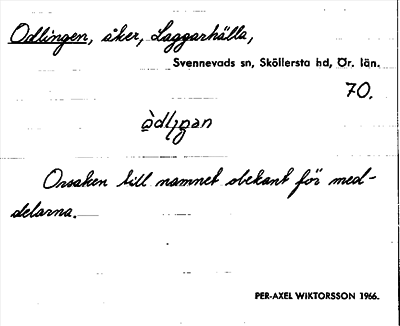 Odlingen, åker, Laggarhälla,
Svennevads sn, Sköllersta hd, Ör. län.
70.
òdlıŋan
Orsaken till namnet obekant för med-
delarna.
PER-AXEL WIKTORSSON 1966.